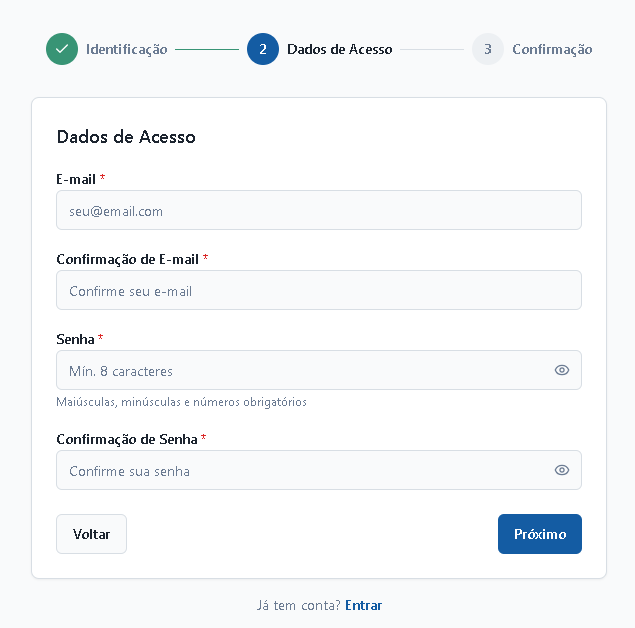 Identificação 2 Dados de Acesso 3 Confirmação
Dados de Acesso
E-mail *
seu@email.com
Confirmação de E-mail *
Confirme seu e-mail
Senha *
Mín. 8 caracteres
Maiúsculas, minúsculas e números obrigatórios
Confirmação de Senha *
Confirme sua senha
Voltar Próximo
Já tem conta? Entrar